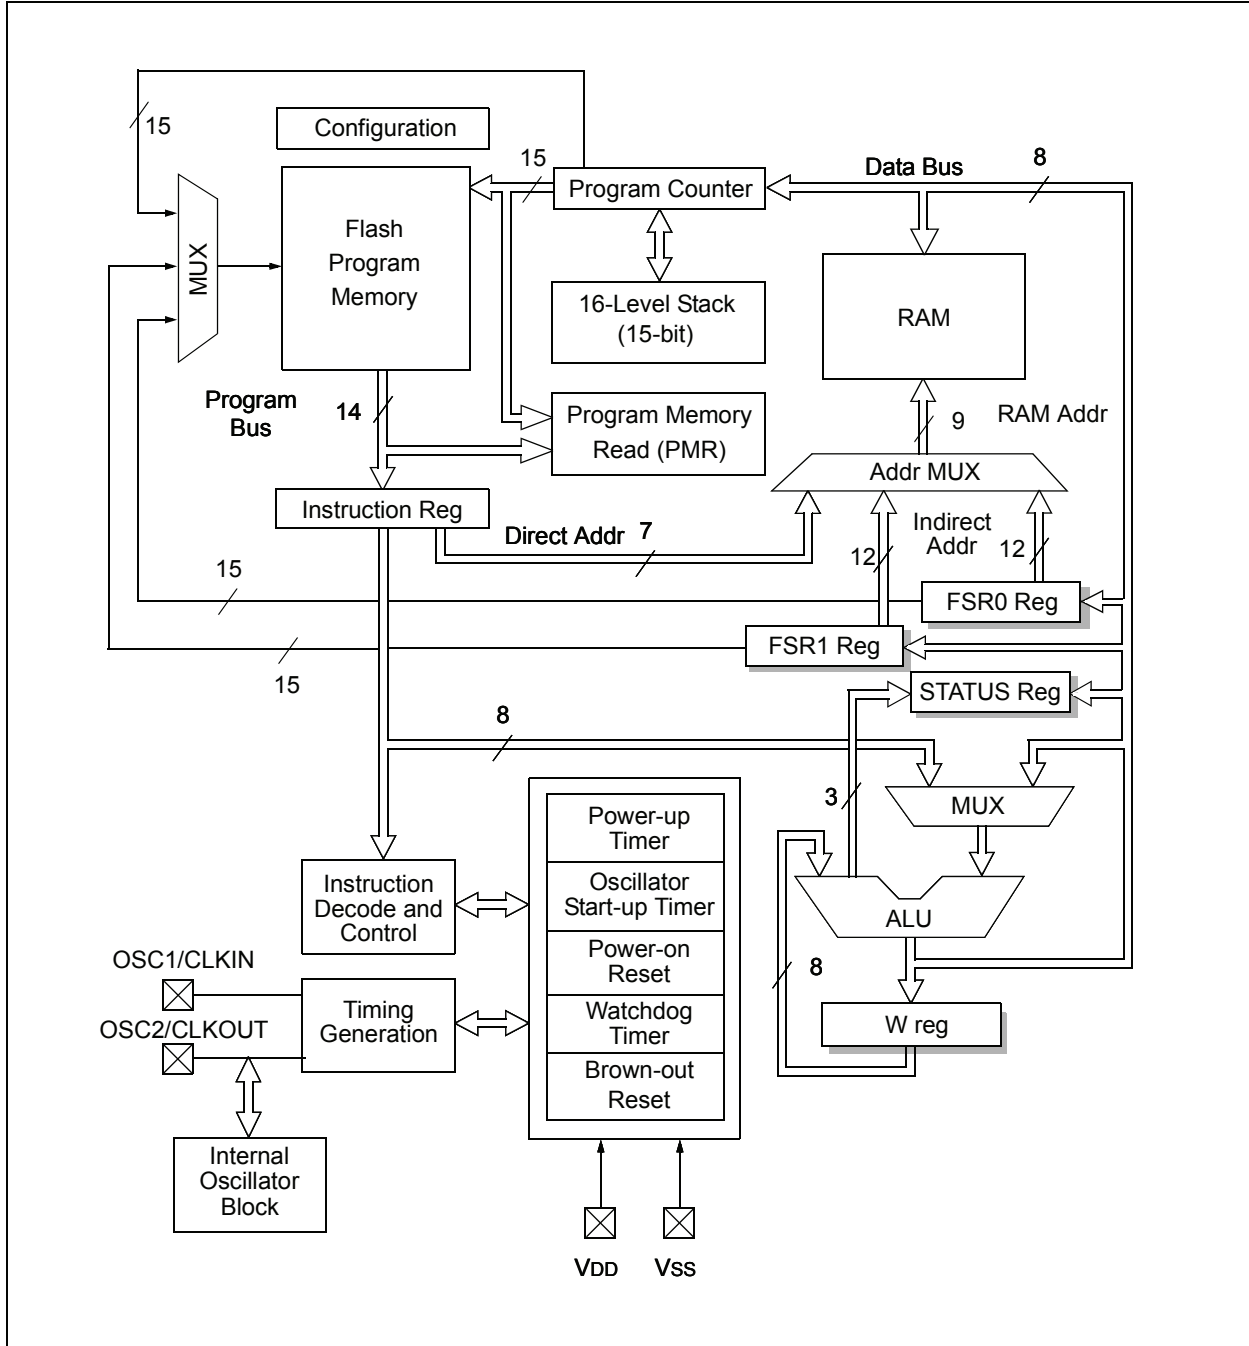 15
Configuration
15
Program Counter
Data Bus
8
MUX
Flash
Program
Memory
16-Level Stack
(15-bit)
RAM
Program
Bus
14
Program Memory
Read (PMR)
9
RAM Addr
Addr MUX
Instruction Reg
Direct Addr
7
Indirect
Addr
12
12
15
FSR0 Reg
FSR1 Reg
15
STATUS Reg
8
3
MUX
Power-up
Timer
Oscillator
Start-up Timer
Power-on
Reset
Watchdog
Timer
Brown-out
Reset
Instruction
Decode and
Control
ALU
8
W reg
OSC1/CLKIN
OSC2/CLKOUT
Timing
Generation
Internal
Oscillator
Block
VDD
VSS